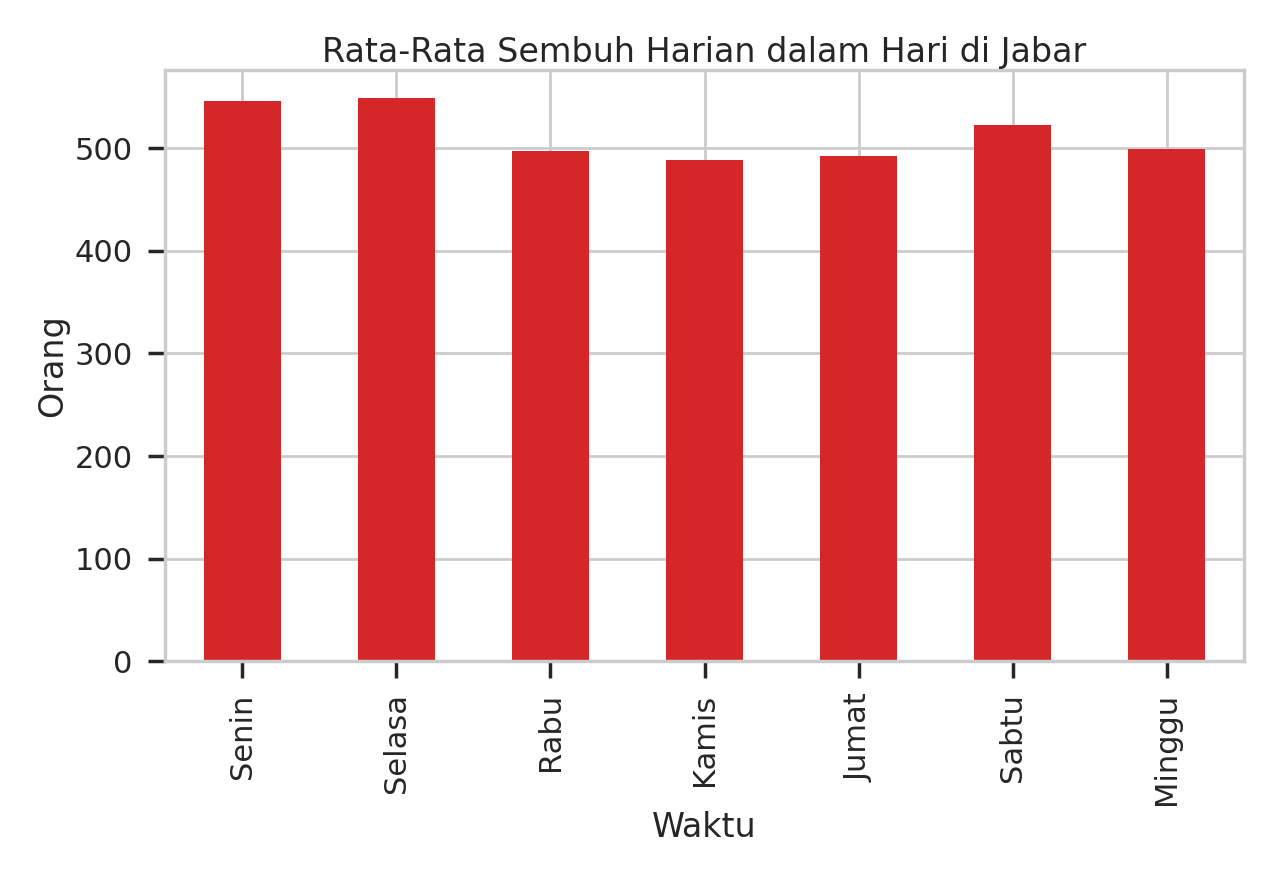 Rata-Rata Sembuh Harian dalam Hari di Jabar
Orang
500
400
300
200
100
0
Senin
Selasa
Rabu
Kamis
Jumat
Sabtu
Minggu
Waktu